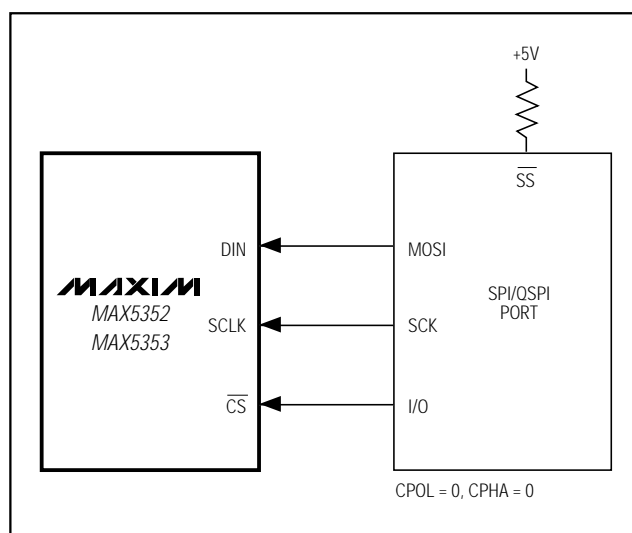 +5V
SS
DIN
MOSI
MAXIM
MAX5352
MAX5353
SPI/QSPI
PORT
SCLK
SCK
CS
I/O
CPOL = 0, CPHA = 0